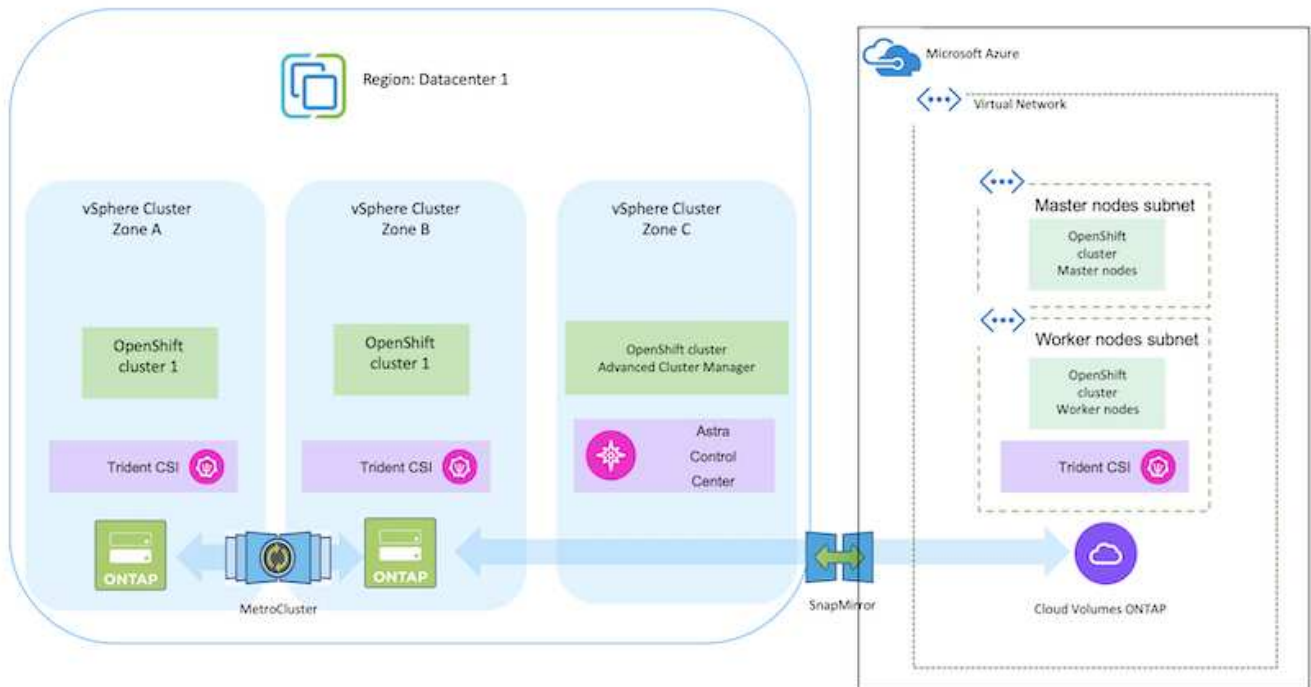 Region: Datacenter 1
vSphere Cluster
Zone A
OpenShift
cluster 1
Trident CSI
ONTAP
MetroCluster
vSphere Cluster
Zone B
OpenShift
cluster 1
Trident CSI
ONTAP
vSphere Cluster
Zone C
OpenShift cluster
Advanced Cluster Manager
Astra
Control
Center
SnapMirror
Microsoft Azure
Virtual Network
Master nodes subnet
OpenShift
cluster
Master nodes
Worker nodes subnet
OpenShift
cluster
Worker nodes
Trident CSI
Cloud Volumes ONTAP